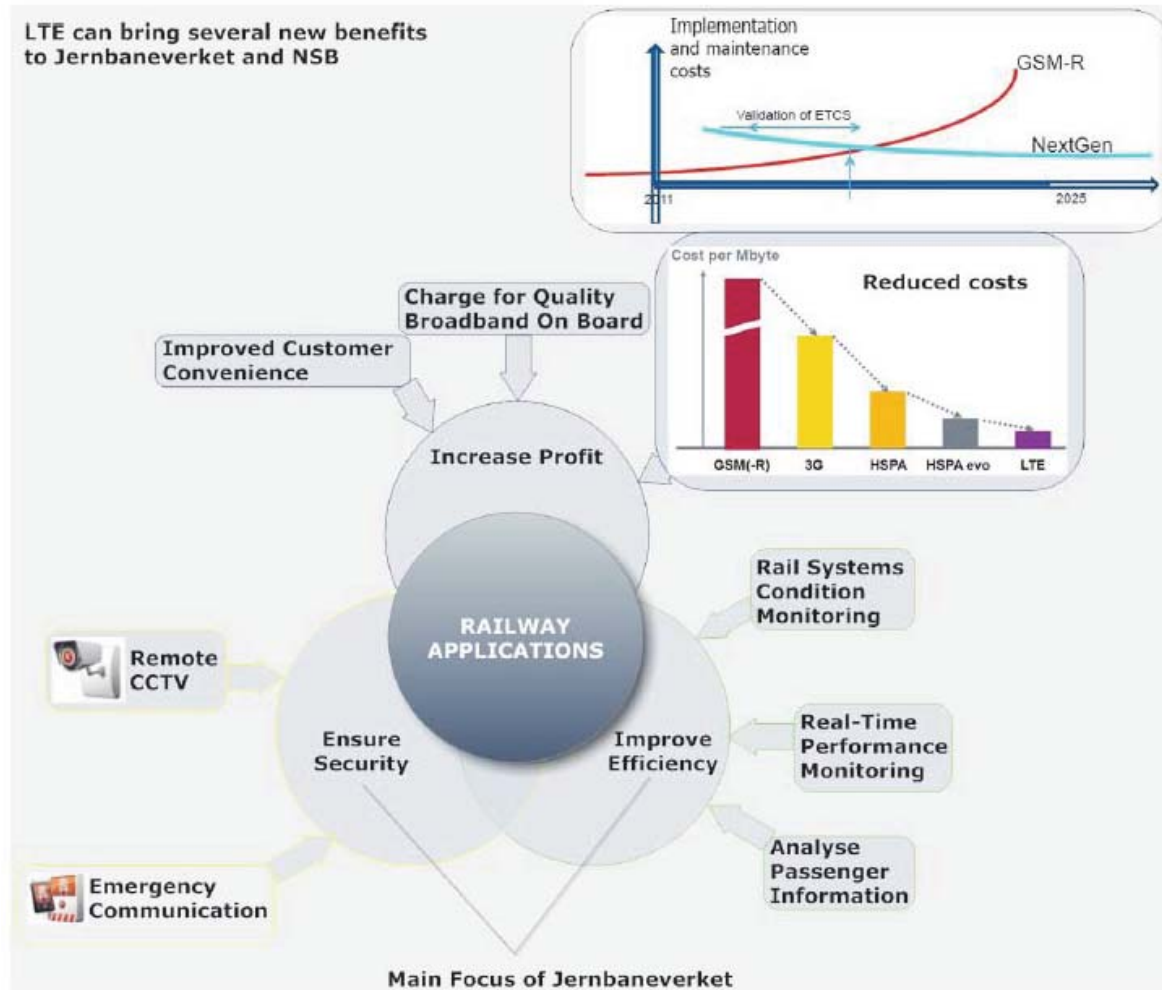 LTE can bring several new benefits
to Jernbaneverket and NSB
Implementation
and maintenance
costs
GSM-R
Validation of ETCS
NextGen
2011
2025
Cost per Mbyte
Reduced costs
GSM(-R)
3G
HSPA
HSPA evo
LTE
Charge for Quality
Broadband On Board
Improved Customer
Convenience
Increase Profit
RAILWAY
APPLICATIONS
Rail Systems
Condition
Monitoring
Remote
CCTV
Ensure
Security
Improve
Efficiency
Real-Time
Performance
Monitoring
Analyse
Passenger
Information
Emergency
Communication
Main Focus of Jernbaneverket